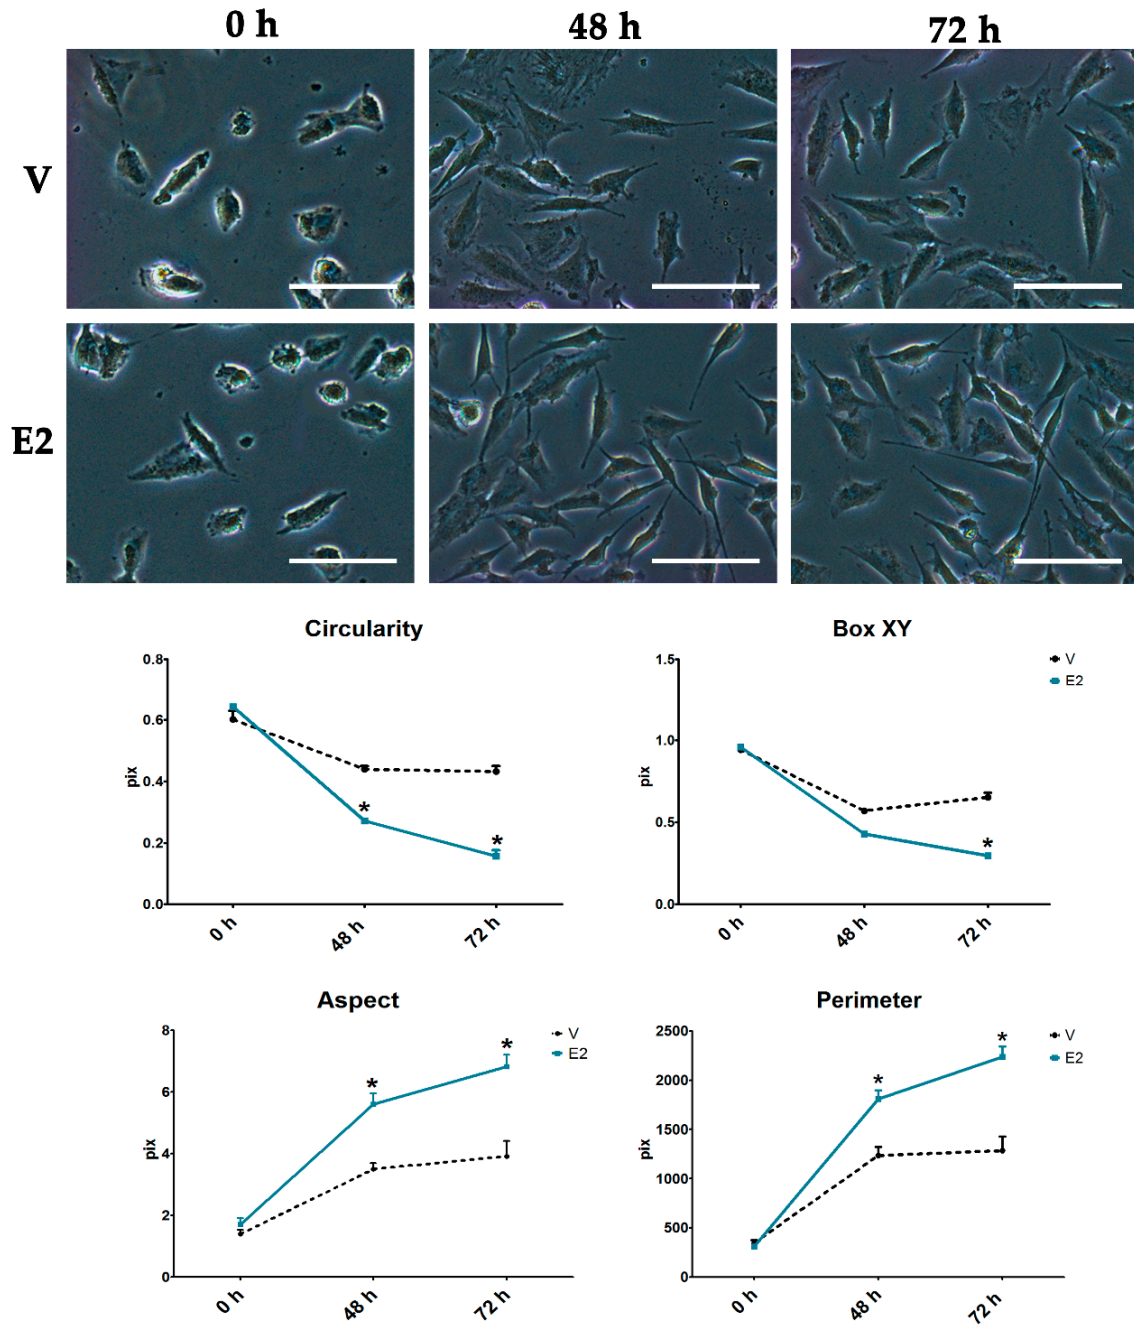 0 h 48 h 72 h
V
E2
Circularity
pix
0.8
0.6
0.4
0.2
0.0
*
*
0 h
48 h
72 h
Box XY
pix
1.5
1.0
0.5
0.0
*
V
E2
0 h
48 h
72 h
Aspect
pix
8
6
4
2
0
*
*
V
E2
0 h
48 h
72 h
Perimeter
pix
2500
2000
1500
1000
500
0
*
*
V
E2
0 h
48 h
72 h